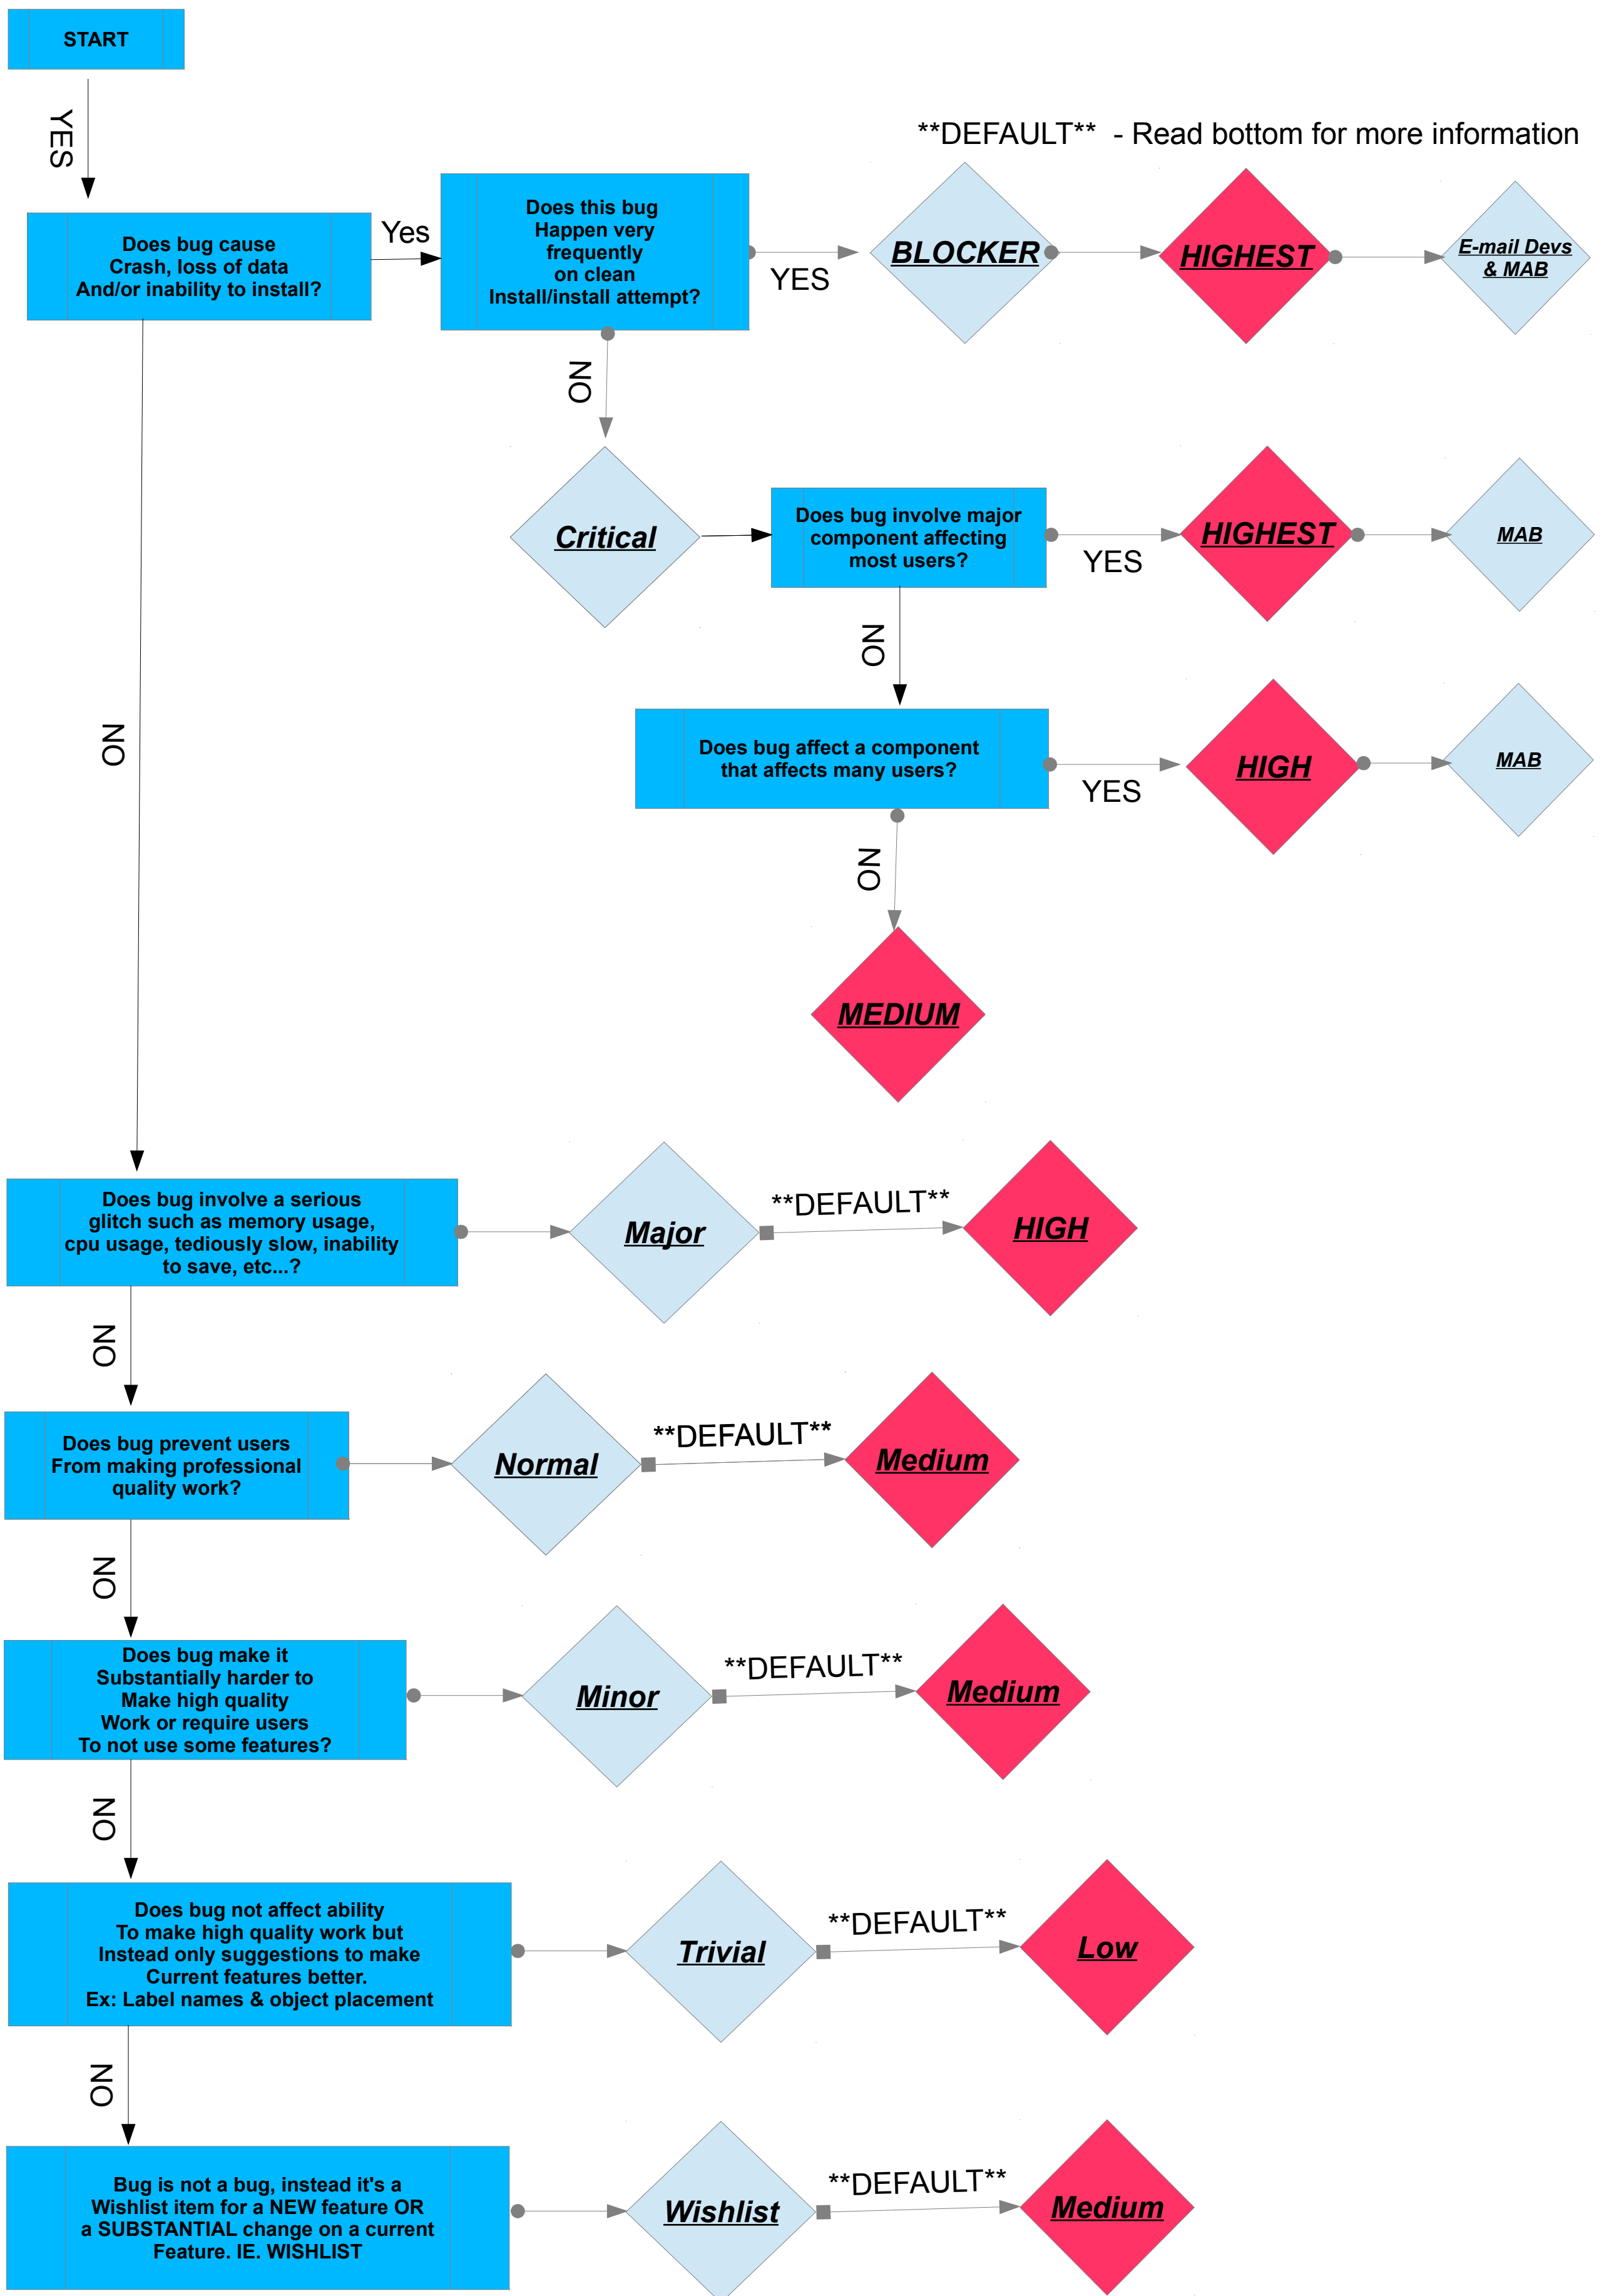 START
YES
**DEFAULT**  - Read bottom for more information
Does bug cause
Crash, loss of data
And/or inability to install?
Yes
Does this bug
Happen very
frequently
on clean
Install/install attempt?
YES
BLOCKER
HIGHEST
E-mail Devs
& MAB
NO
Critical
Does bug involve major
component affecting
most users?
YES
HIGHEST
MAB
NO
Does bug affect a component
that affects many users?
YES
HIGH
MAB
NO
MEDIUM
NO
Does bug involve a serious
glitch such as memory usage,
cpu usage, tediously slow, inability
to save, etc...?
Major
**DEFAULT**
HIGH
NO
Does bug prevent users
From making professional
quality work?
Normal
**DEFAULT**
Medium
NO
Does bug make it
Substantially harder to
Make high quality
Work or require users
To not use some features?
Minor
**DEFAULT**
Medium
NO
Does bug not affect ability
To make high quality work but
Instead only suggestions to make
Current features better.
Ex: Label names & object placement
Trivial
**DEFAULT**
Low
NO
Bug is not a bug, instead it's a
Wishlist item for a NEW feature OR
a SUBSTANTIAL change on a current
Feature. IE. WISHLIST
Wishlist
**DEFAULT**
Medium